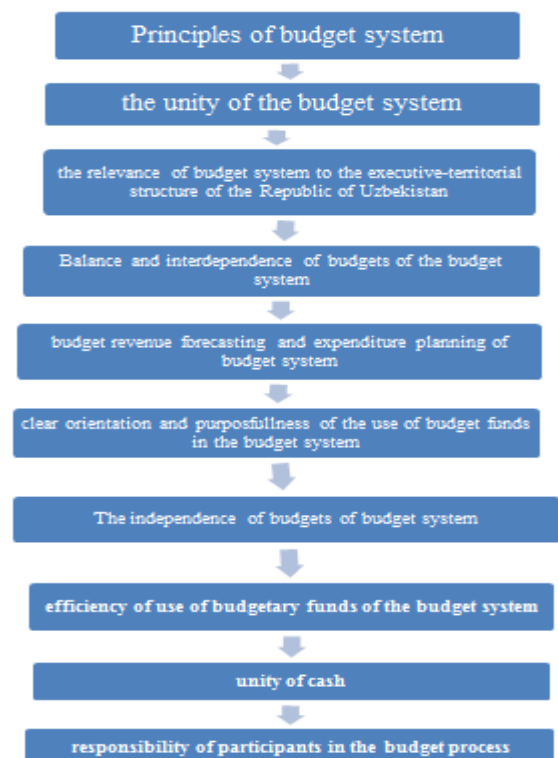 Principles of budget system
the unity of the budget system
the relevance of budget system to the executive-territorial
structure of the Republic of Uzbekistan
Balance and interdependence of budgets of the budget
system
budget revenue forecasting and expenditure planning of
budget system
clear orientation and purposfullness of the use of budget funds
in the budget system
The independence of budgets of budget system
efficiency of use of budgetary funds of the budget system
unity of cash
responsibility of participants in the budget process